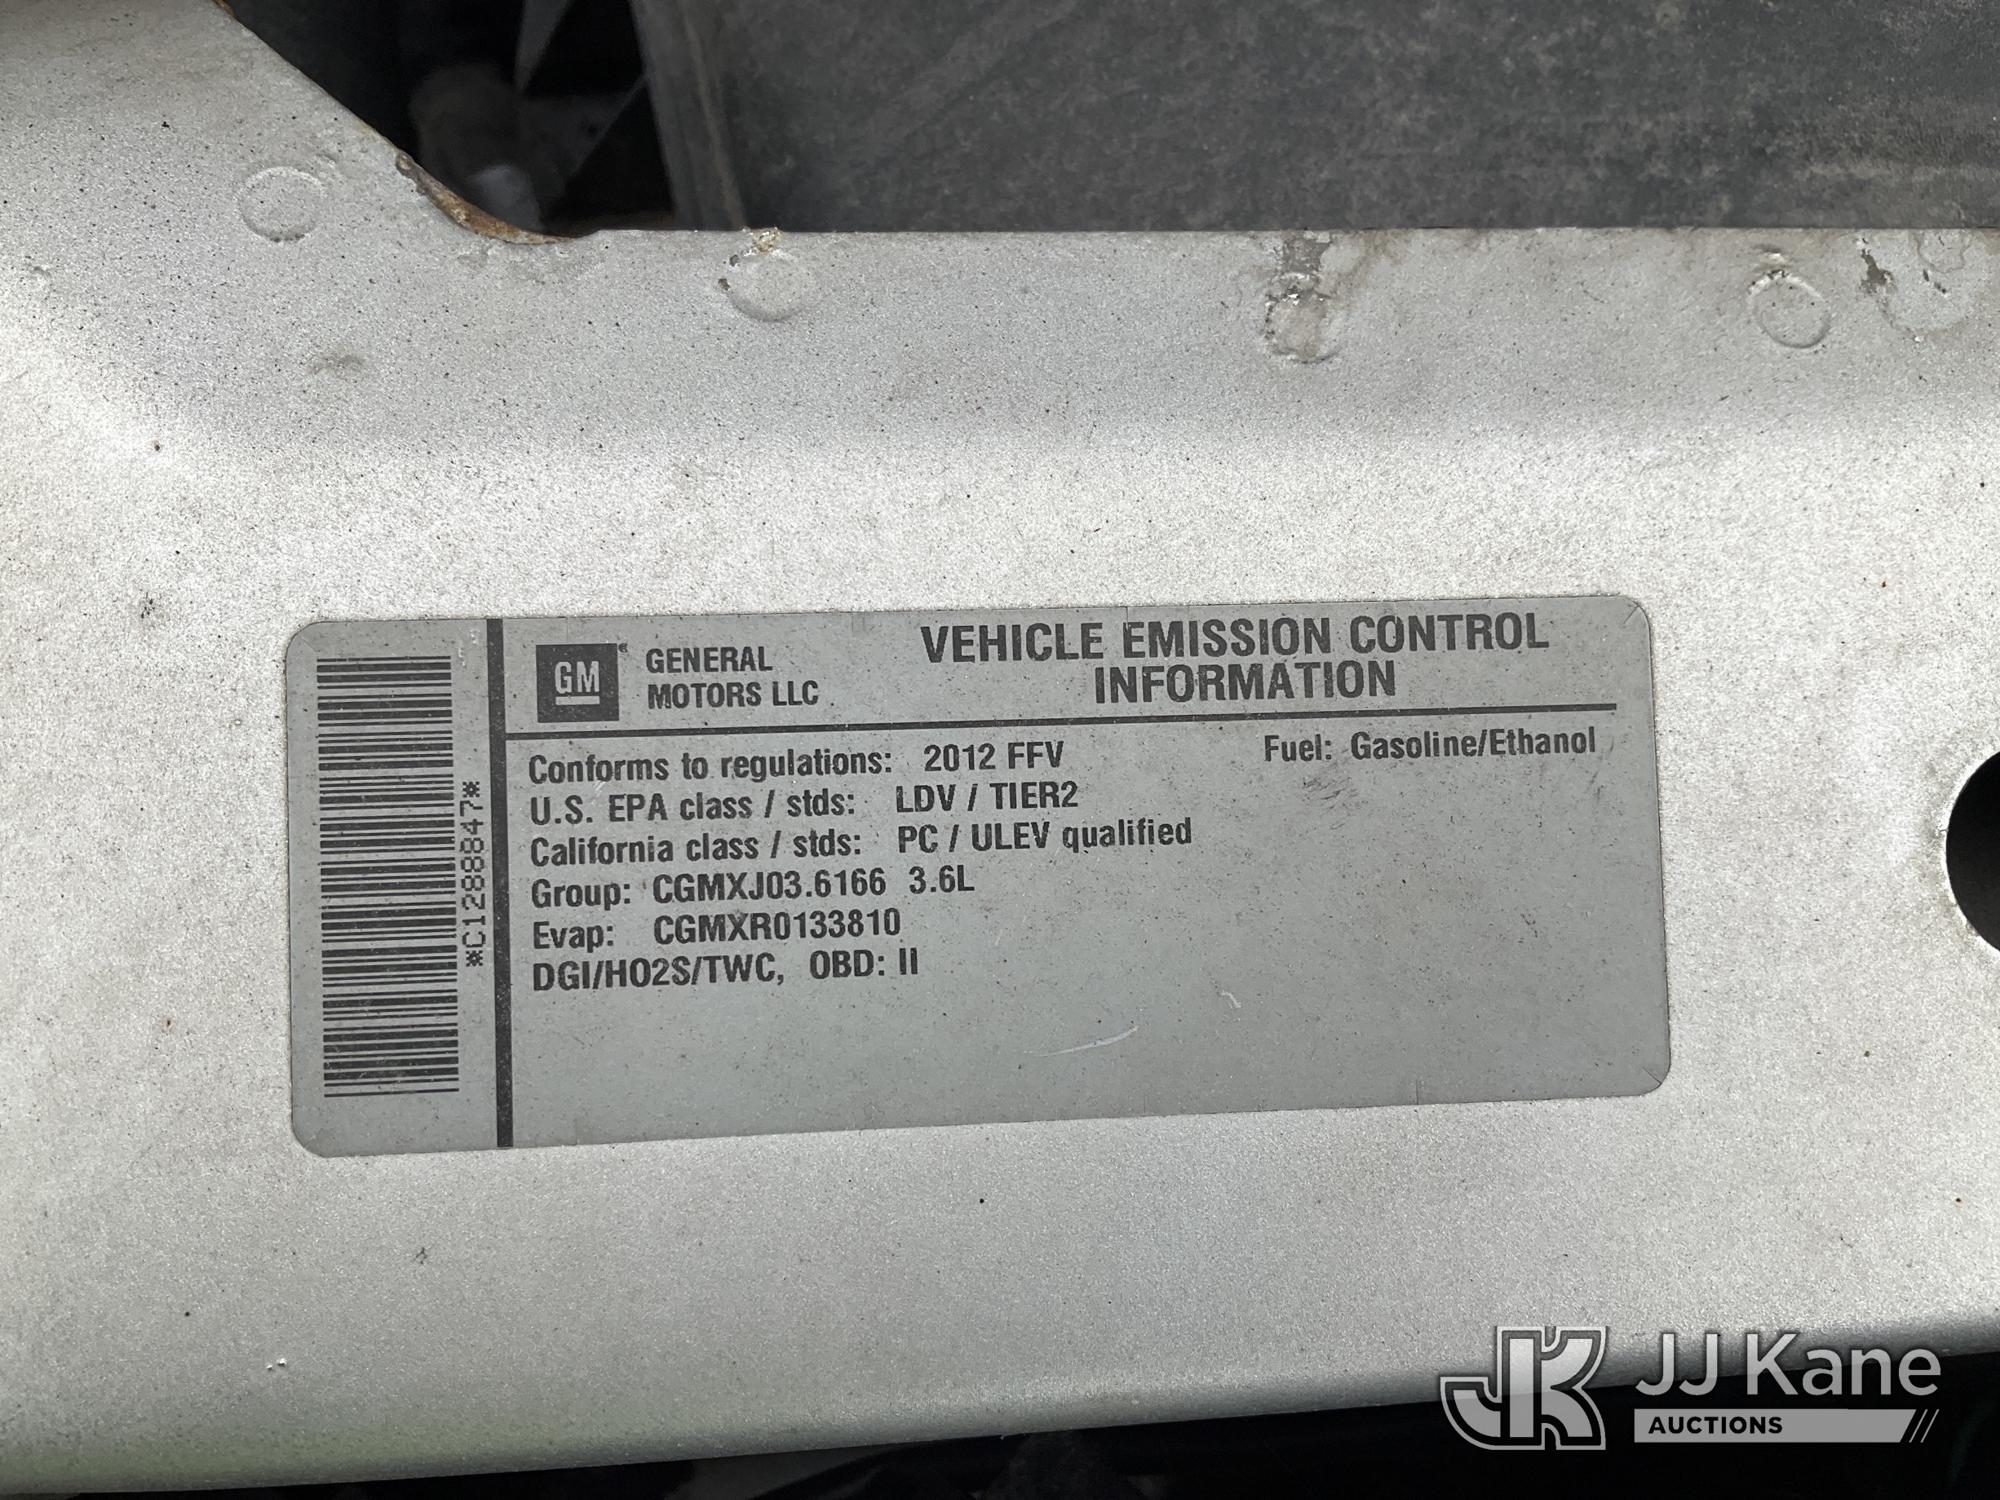 GM
GENERAL
MOTORS LLC
VEHICLE EMISSION CONTROL
INFORMATION
Conforms to regulations: 2012 FFV
Fuel: Gasoline/Ethanol
U.S. EPA class / stds: LDV / TIER2
California class / stds: PC / ULEV qualified
Group: CGMXJ03.6166 3.6L
Evap: CGMXR0133810
DGI/HO2S/TWC, OBD: II
*C1288847*
JK
JJ Kane
AUCTIONS